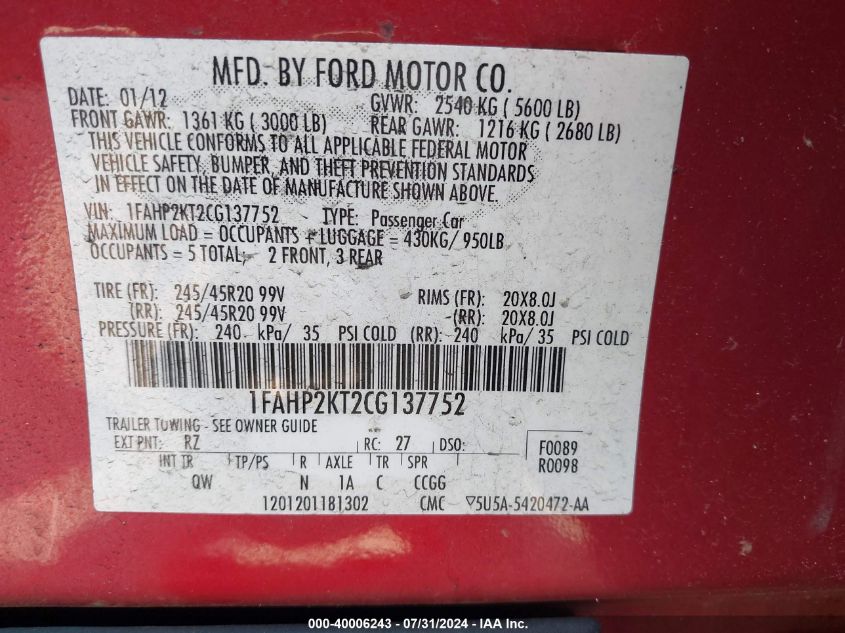 MFD. BY FORD MOTOR CO.
DATE: 01/12 GVWR: 2540 KG ( 5600 LB)
FRONT GAWR: 1361 KG ( 3000 LB) REAR GAWR: 1216 KG ( 2680 LB)
THIS VEHICLE CONFORMS TO ALL APPLICABLE FEDERAL MOTOR
VEHICLE SAFETY, BUMPER, AND THEFT PREVENTION STANDARDS
IN EFFECT ON THE DATE OF MANUFACTURE SHOWN ABOVE.
VIN: 1FAHP2KT2CG137752 TYPE: Passenger Car
MAXIMUM LOAD = OCCUPANTS + LUGGAGE = 430KG/ 950LB
OCCUPANTS = 5 TOTAL; 2 FRONT, 3 REAR
TIRE (FR): 245/45R20 99V RIMS (FR): 20X8.0J
(RR): 245/45R20 99V (RR): 20X8.0J
PRESSURE (FR): 240 kPa/ 35 PSI COLD (RR): 240 kPa/ 35 PSI COLD
1FAHP2KT2CG137752
TRAILER TOWING - SEE OWNER GUIDE
EXT PNT: RZ RC: 27 DSO: F0089
INT TR TP/PS R AXLE TR SPR R0098
QW N 1A C CCGG
1201201181302 CMC ▽5U5A-5420472-AA
000-40006243 - 07/31/2024 - IAA Inc.